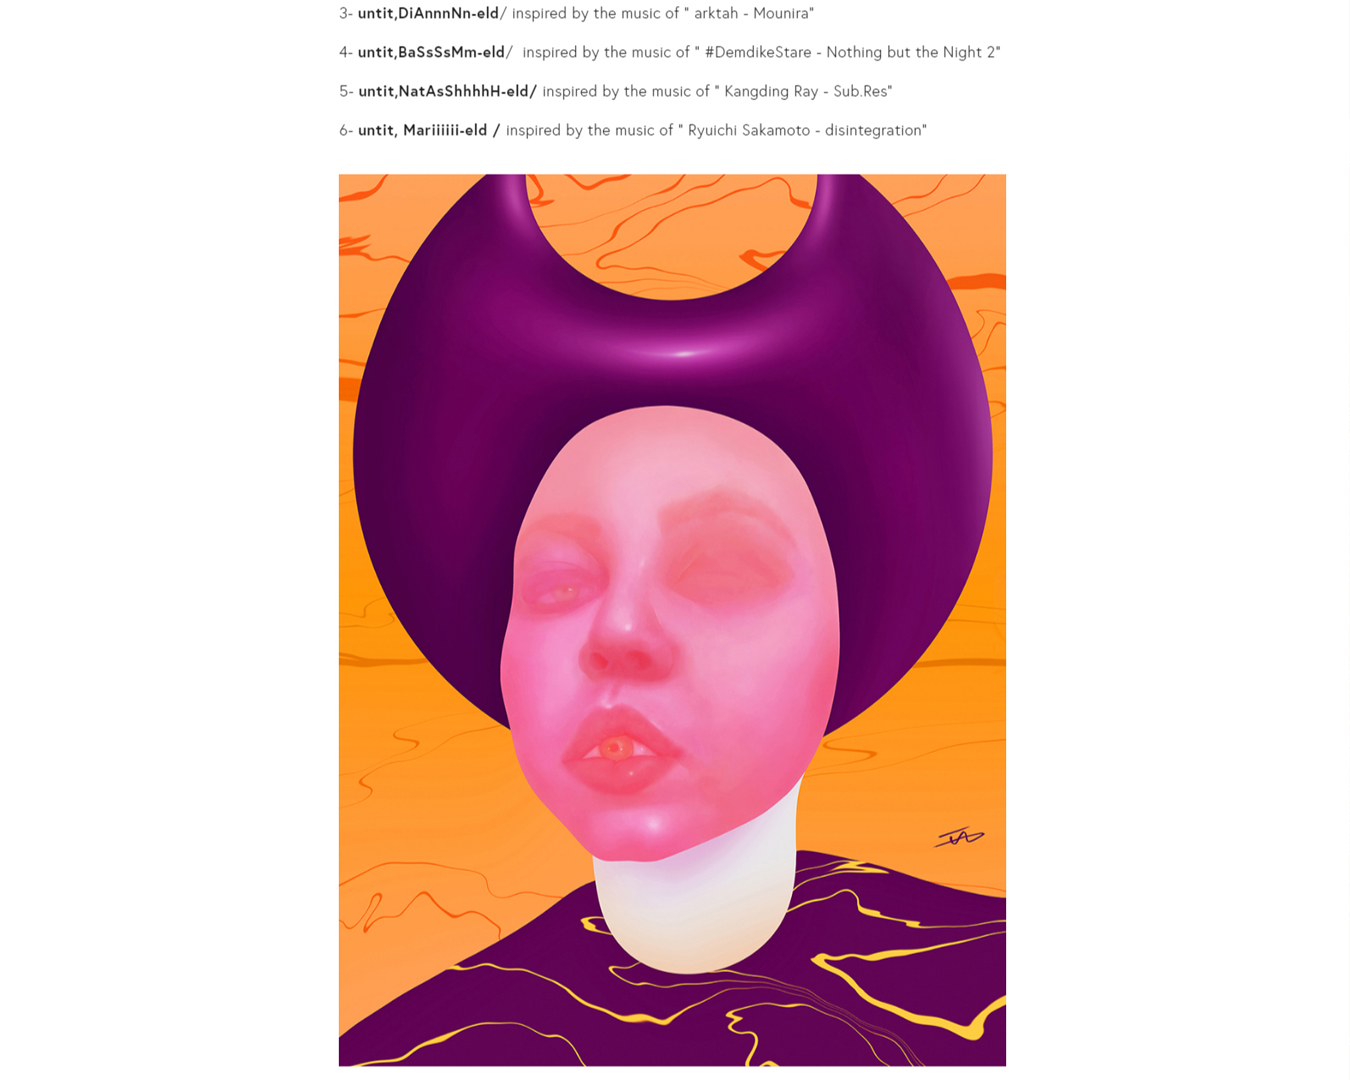 3- untit,DiAnnnNn-eld/ inspired by the music of " arktah - Mounira"
4- untit,BaSsSsMm-eld/  inspired by the music of " #DemdikeStare - Nothing but the Night 2"
5- untit,NatAsShhhhH-eld/ inspired by the music of " Kangding Ray - Sub.Res"
6- untit, Mariiiiii-eld / inspired by the music of " Ryuichi Sakamoto - disintegration"